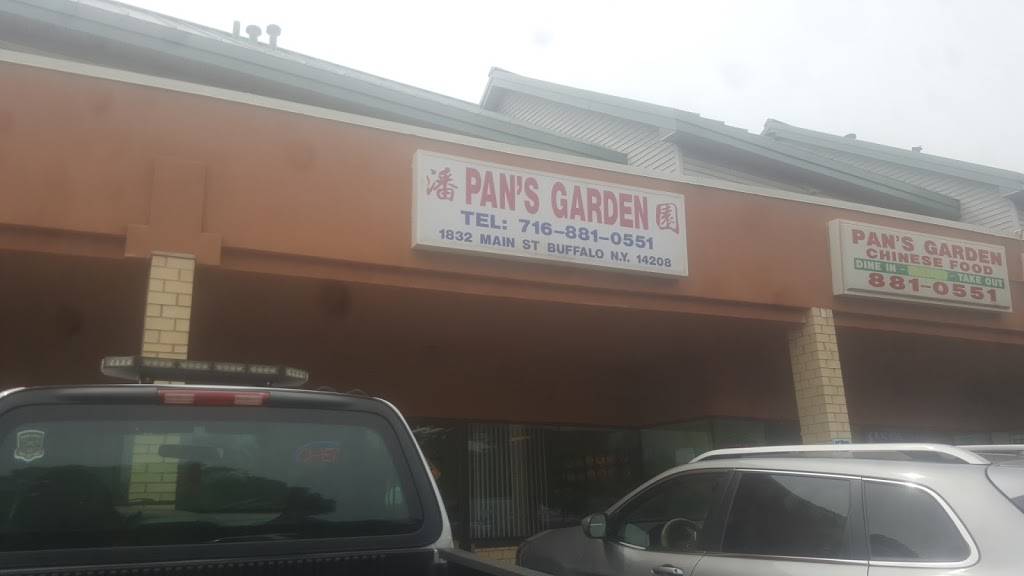 潘 PAN'S GARDEN 園
TEL: 716-881-0551
1832 MAIN ST BUFFALO N.Y. 14208
PAN'S GARDEN
CHINESE FOOD
DINE IN - - TAKE OUT
881-0551